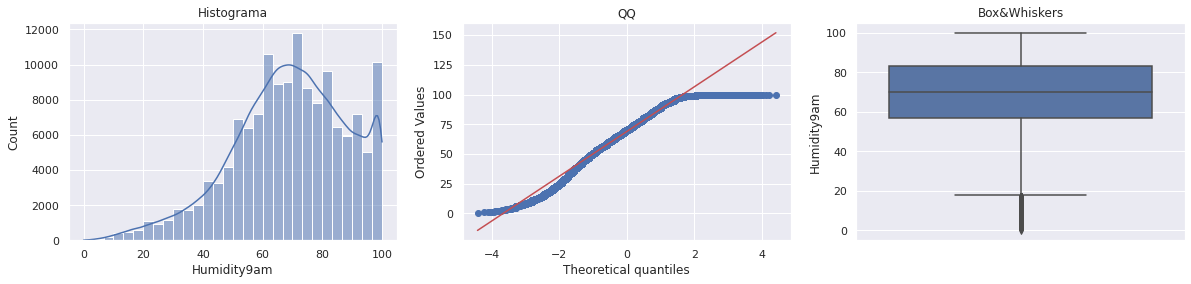 Histograma
Count
12000
10000
8000
6000
4000
2000
0
0 20 40 60 80 100
Humidity9am
QQ
Ordered Values
150
125
100
75
50
25
0
−4 −2 0 2 4
Theoretical quantiles
Box&Whiskers
Humidity9am
100
80
60
40
20
0